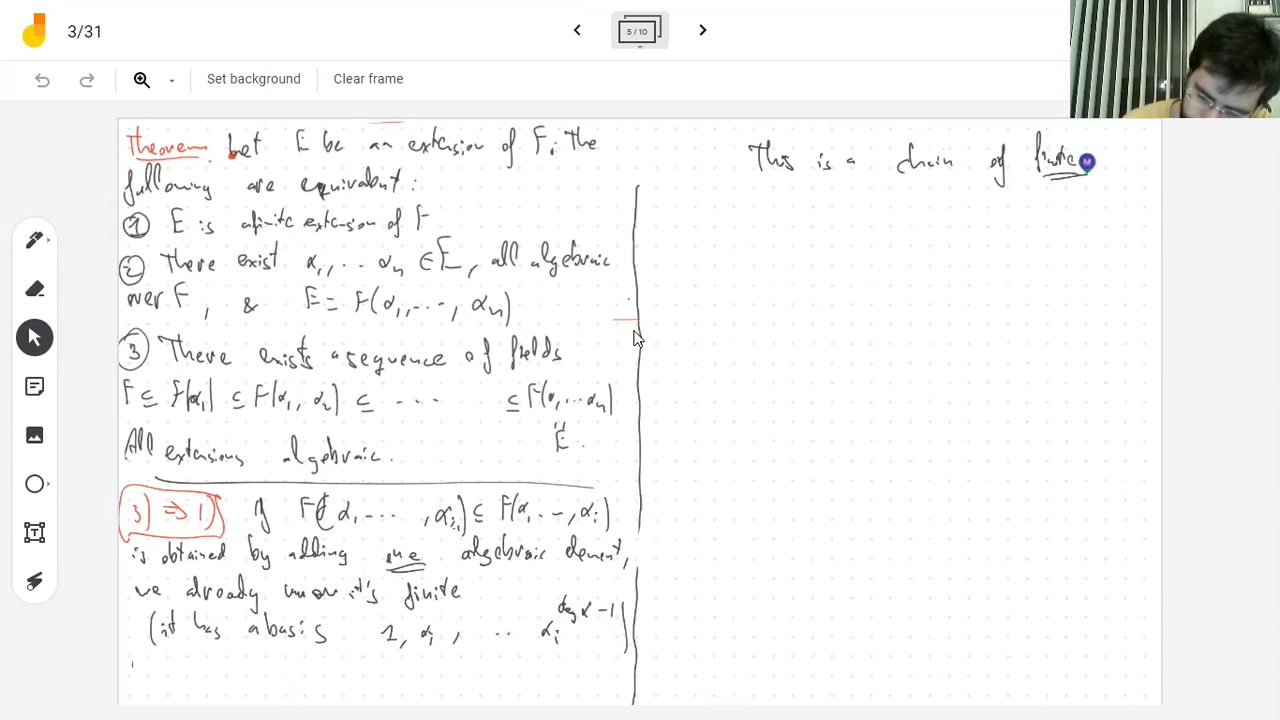 3/31
5 / 10
Set background
Clear frame
Theorem. Let E be an extension of F. The
following are equivalent:
① E is a finite extension of F
② There exist α₁, .. αₙ ∈ E, all algebraic
over F, & E = F(α₁, ..., αₙ)
③ There exists a sequence of fields
F ⊆ F(α₁) ⊆ F(α₁, α₂) ⊆ ... ⊆ F(α₁ ... αₙ)
" E.
All extensions algebraic.
3) ⇒ 1) if F(α₁ ... , αᵢ₋₁) ⊆ F(α₁ .. , αᵢ)
is obtained by adding one algebraic element,
we already know it's finite
(it has a basis 1, αᵢ, .. αᵢ^(deg α - 1))
This is a chain of finite
M